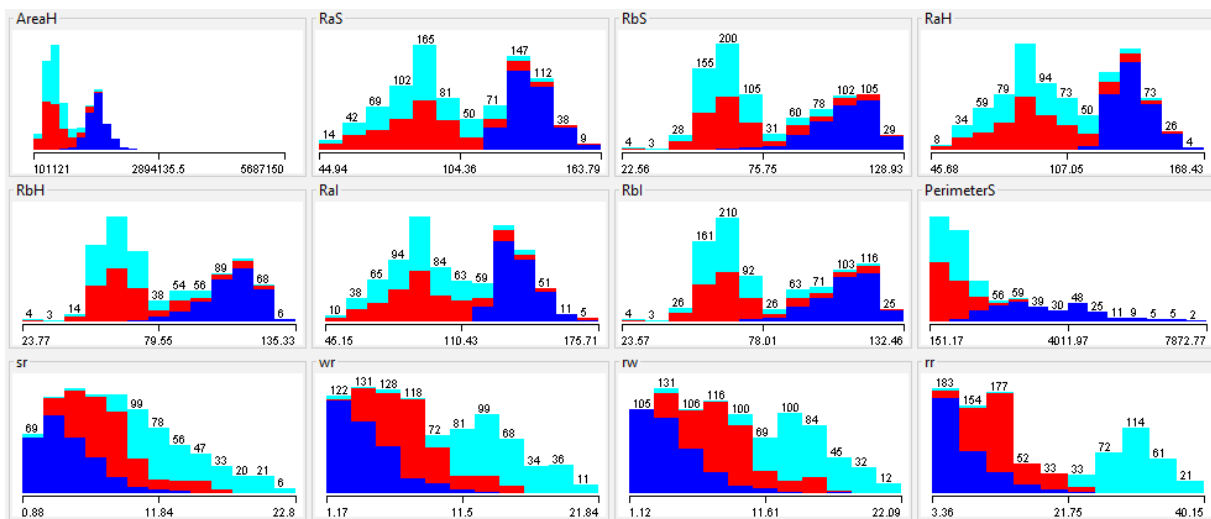 AreaH
101121 2894135.5 5687150
RaS
14 42 69 102 165 81 50 71 147 112 38 9
44.94 104.36 163.79
RbS
4 3 28 155 200 105 31 60 78 102 105 29
22.56 75.75 128.93
RaH
8 34 59 79 94 73 50 73 26 4
45.68 107.05 168.43
RbH
4 3 14 38 54 56 89 68 6
23.77 79.55 135.33
RaI
10 38 65 94 84 63 59 51 11 5
45.15 110.43 175.71
RbI
4 3 26 161 210 92 26 63 71 103 116 25
23.57 78.01 132.46
PerimeterS
56 59 39 30 48 25 11 9 5 5 2
151.17 4011.97 7872.77
sr
69 99 78 56 47 33 20 21 6
0.88 11.84 22.8
wr
122 131 128 118 72 81 99 68 34 36 11
1.17 11.5 21.84
rw
105 131 106 116 100 69 100 84 45 32 12
1.12 11.61 22.09
rr
183 154 177 52 33 33 72 114 61 21
3.36 21.75 40.15